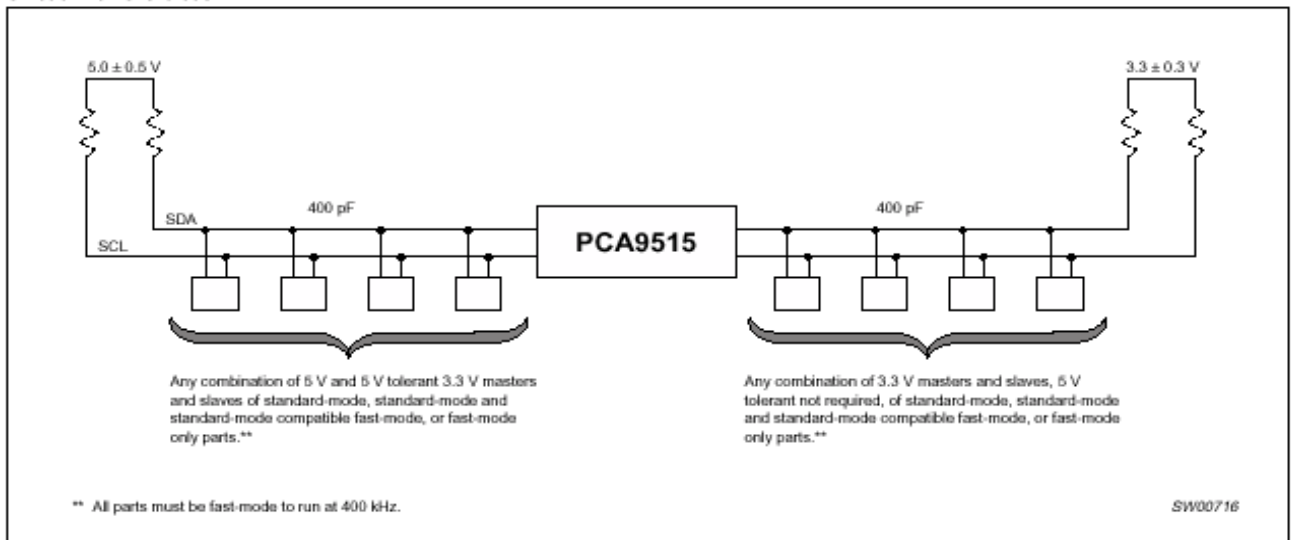 5.0 ± 0.5 V
3.3 ± 0.3 V
400 pF
400 pF
SDA
SCL
PCA9515
Any combination of 5 V and 5 V tolerant 3.3 V masters
and slaves of standard-mode, standard-mode and
standard-mode compatible fast-mode, or fast-mode
only parts.**
Any combination of 3.3 V masters and slaves, 5 V
tolerant not required, of standard-mode, standard-mode
and standard-mode compatible fast-mode, or fast-mode
only parts.**
** All parts must be fast-mode to run at 400 kHz.
SW00716